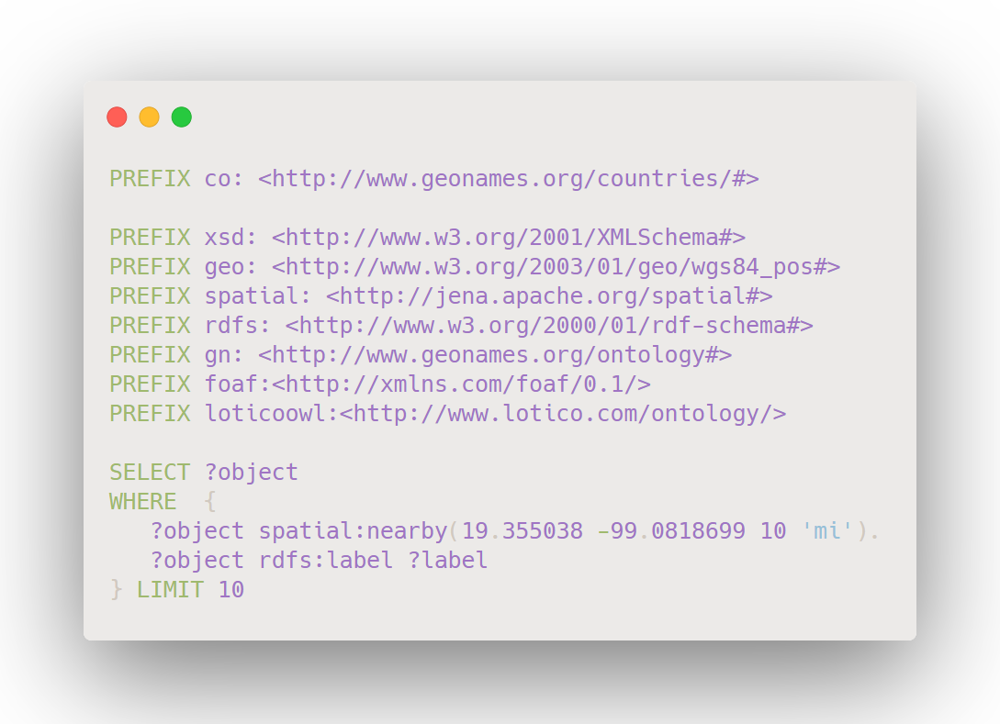 PREFIX co: <http://www.geonames.org/countries/#>
PREFIX xsd: <http://www.w3.org/2001/XMLSchema#>
PREFIX geo: <http://www.w3.org/2003/01/geo/wgs84_pos#>
PREFIX spatial: <http://jena.apache.org/spatial#>
PREFIX rdfs: <http://www.w3.org/2000/01/rdf-schema#>
PREFIX gn: <http://www.geonames.org/ontology#>
PREFIX foaf:<http://xmlns.com/foaf/0.1/>
PREFIX loticoowl:<http://www.lotico.com/ontology/>
SELECT ?object
WHERE  {
   ?object spatial:nearby(19.355038 -99.0818699 10 'mi').
   ?object rdfs:label ?label
} LIMIT 10